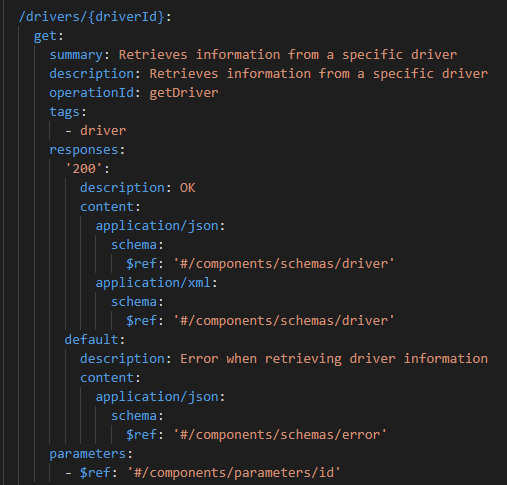 /drivers/{driverId}:
get:
summary: Retrieves information from a specific driver
description: Retrieves information from a specific driver
operationId: getDriver
tags:
- driver
responses:
'200':
description: OK
content:
application/json:
schema:
$ref: '#/components/schemas/driver'
application/xml:
schema:
$ref: '#/components/schemas/driver'
default:
description: Error when retrieving driver information
content:
application/json:
schema:
$ref: '#/components/schemas/error'
parameters:
- $ref: '#/components/parameters/id'